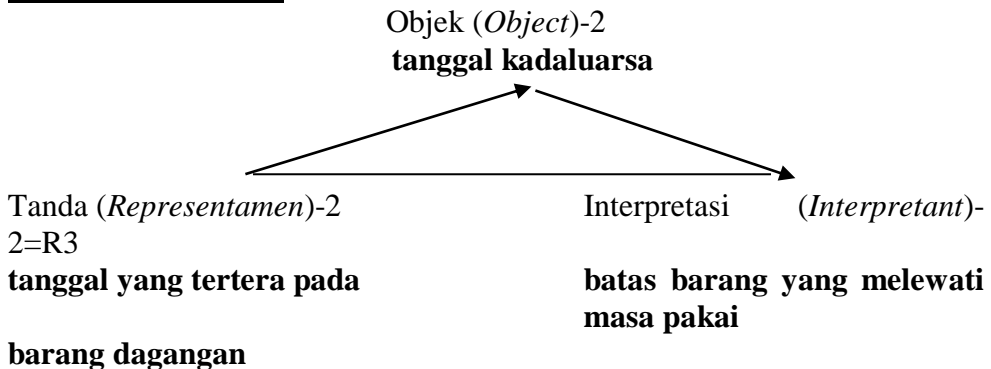 Objek (Object)-2
tanggal kadaluarsa
Tanda (Representamen)-2 Interpretasi (Interpretant)-
2=R3
tanggal yang tertera pada batas barang yang melewati
masa pakai
barang dagangan